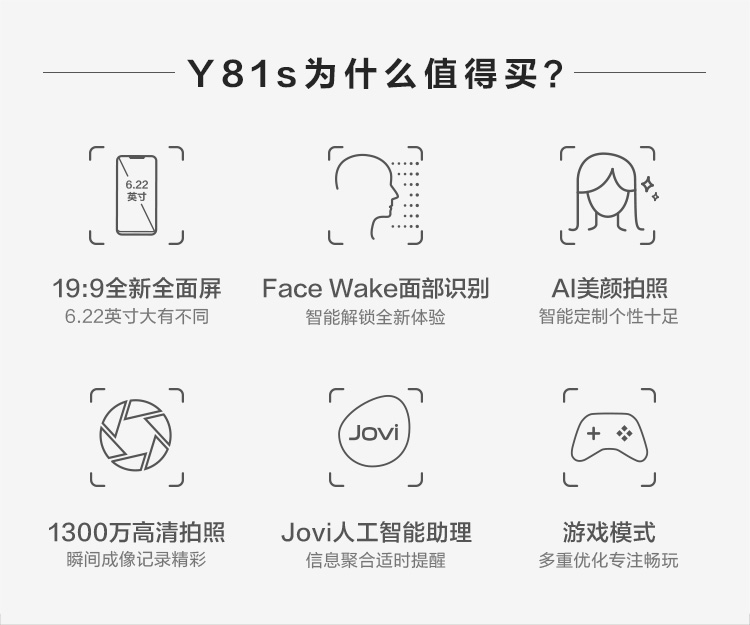 Y81s为什么值得买?
6.22
英寸
19:9全新全面屏
6.22英寸大有不同
Face Wake面部识别
智能解锁全新体验
AI美颜拍照
智能定制个性十足
1300万高清拍照
瞬间成像记录精彩
Jovi
Jovi人工智能助理
信息聚合适时提醒
游戏模式
多重优化专注畅玩